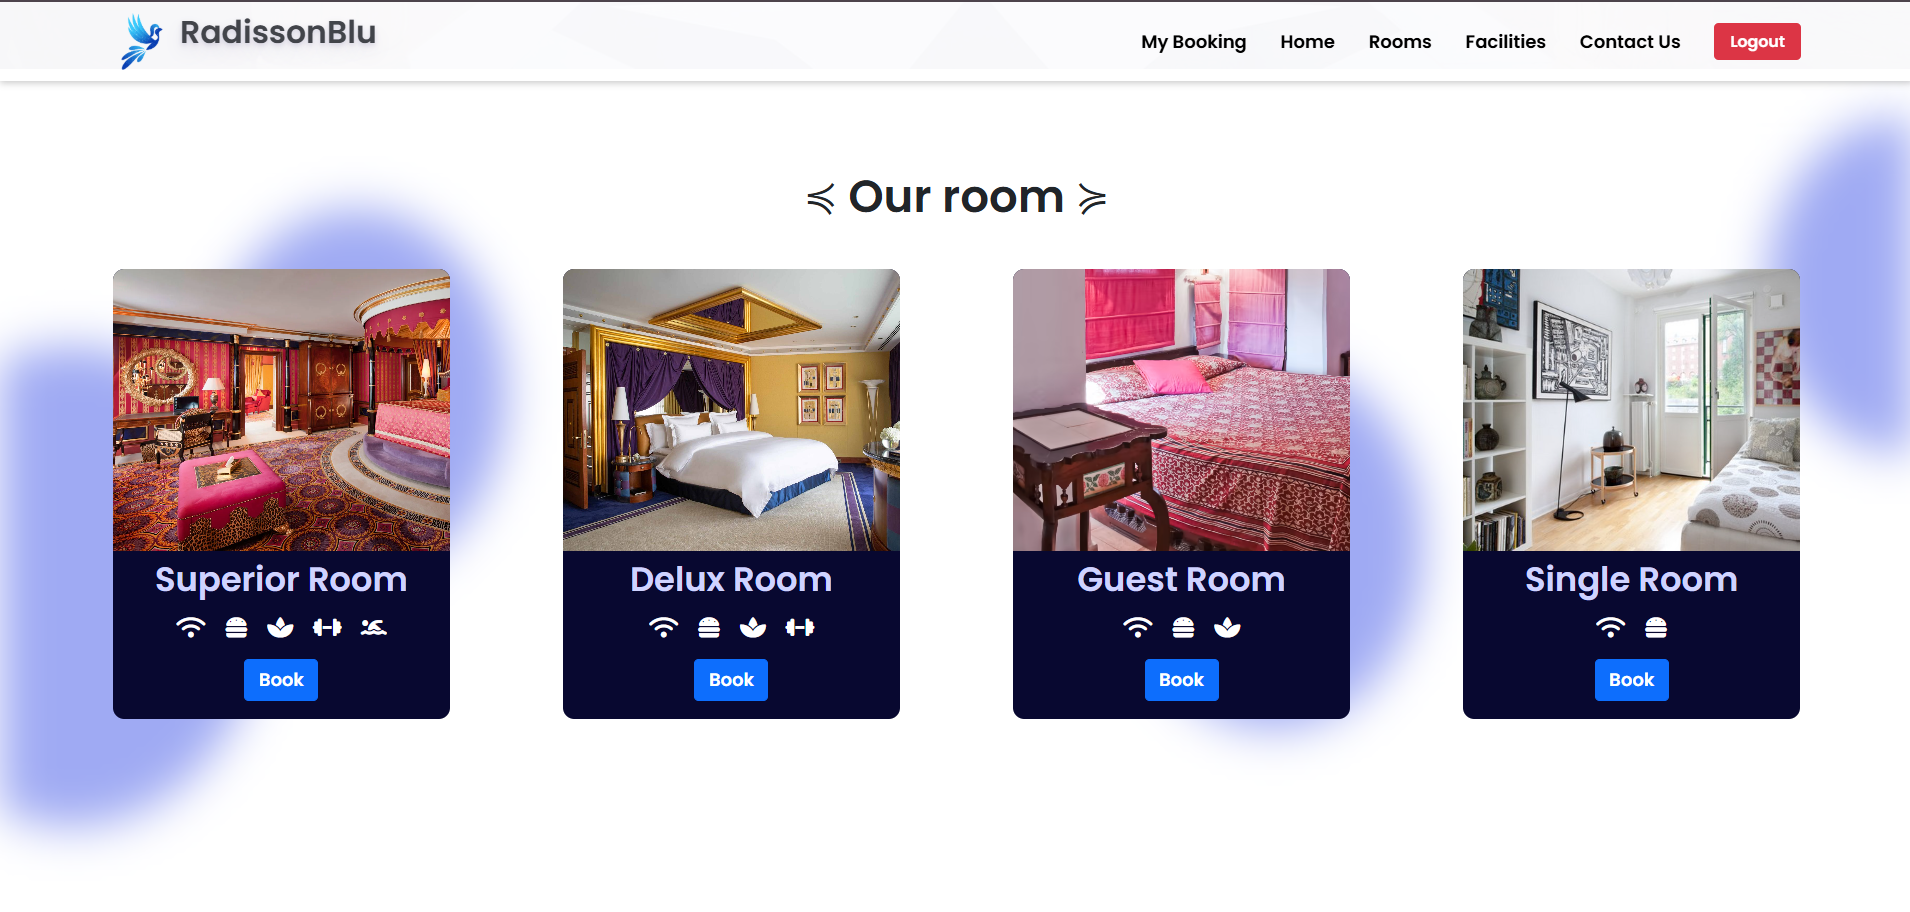 RadissonBlu
My Booking Home Rooms Facilities Contact Us Logout
⪪ Our room ⪫
Superior Room
Book
Delux Room
Book
Guest Room
Book
Single Room
Book